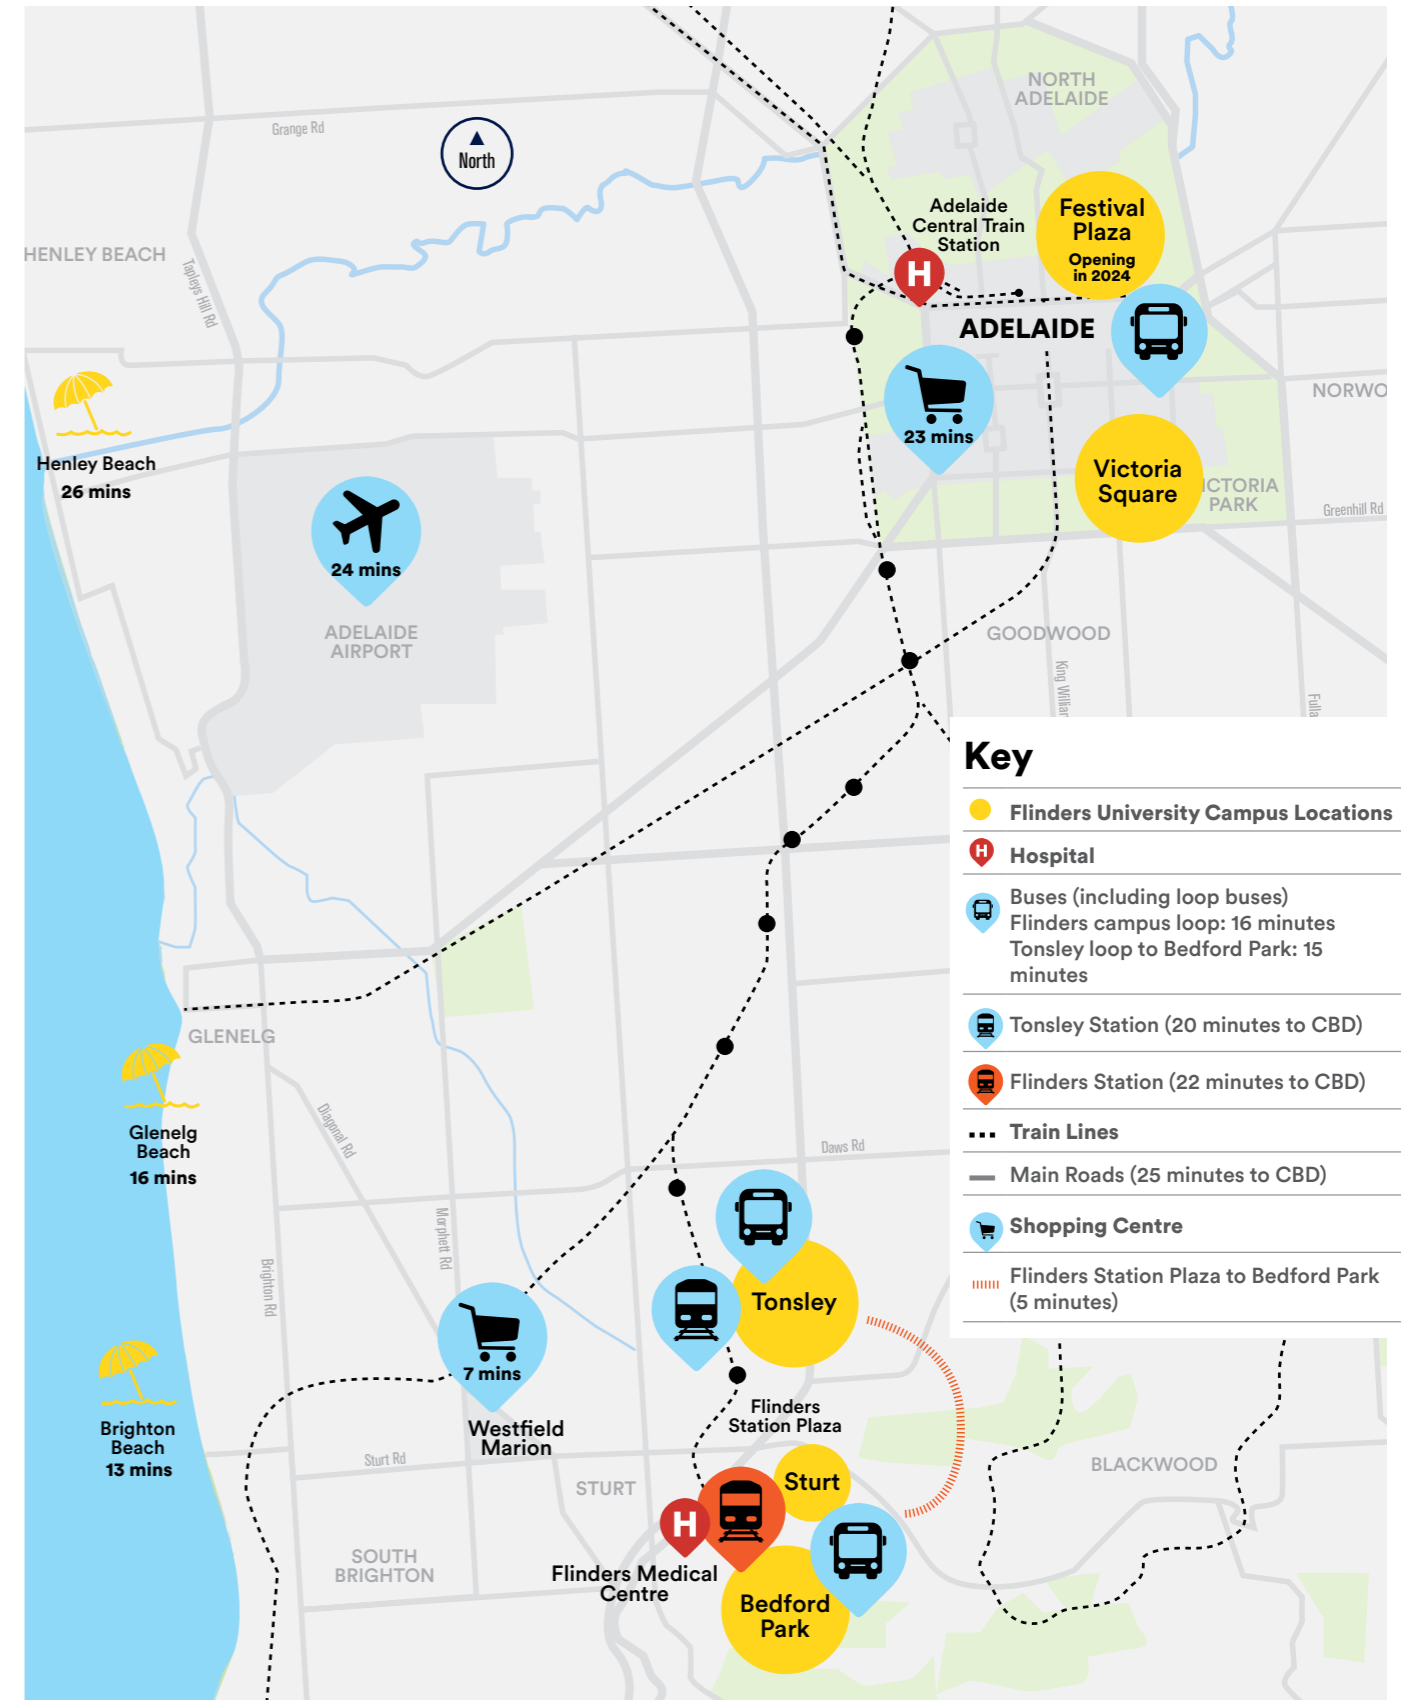 NORTH
ADELAIDE
Grange Rd
North
Adelaide
Central Train
Station
Festival
Plaza
Opening
in 2024
HENLEY BEACH
Tapleys Hill Rd
H
ADELAIDE
NORWO
23 mins
Henley Beach
26 mins
Victoria
Square
ICTORIA
PARK
Greenhill Rd
24 mins
ADELAIDE
AIRPORT
GOODWOOD
King William
Fulla
Key
Flinders University Campus Locations
H
Hospital
Buses (including loop buses)
Flinders campus loop: 16 minutes
Tonsley loop to Bedford Park: 15
minutes
Tonsley Station (20 minutes to CBD)
Flinders Station (22 minutes to CBD)
Train Lines
Main Roads (25 minutes to CBD)
Shopping Centre
Flinders Station Plaza to Bedford Park
(5 minutes)
GLENELG
Glenelg
Beach
16 mins
Diagonal Rd
Daws Rd
Morphett Rd
Brighton Rd
Tonsley
7 mins
Westfield
Marion
Brighton
Beach
13 mins
Flinders
Station Plaza
Sturt Rd
STURT
Sturt
BLACKWOOD
H
SOUTH
BRIGHTON
Flinders Medical
Centre
Bedford
Park